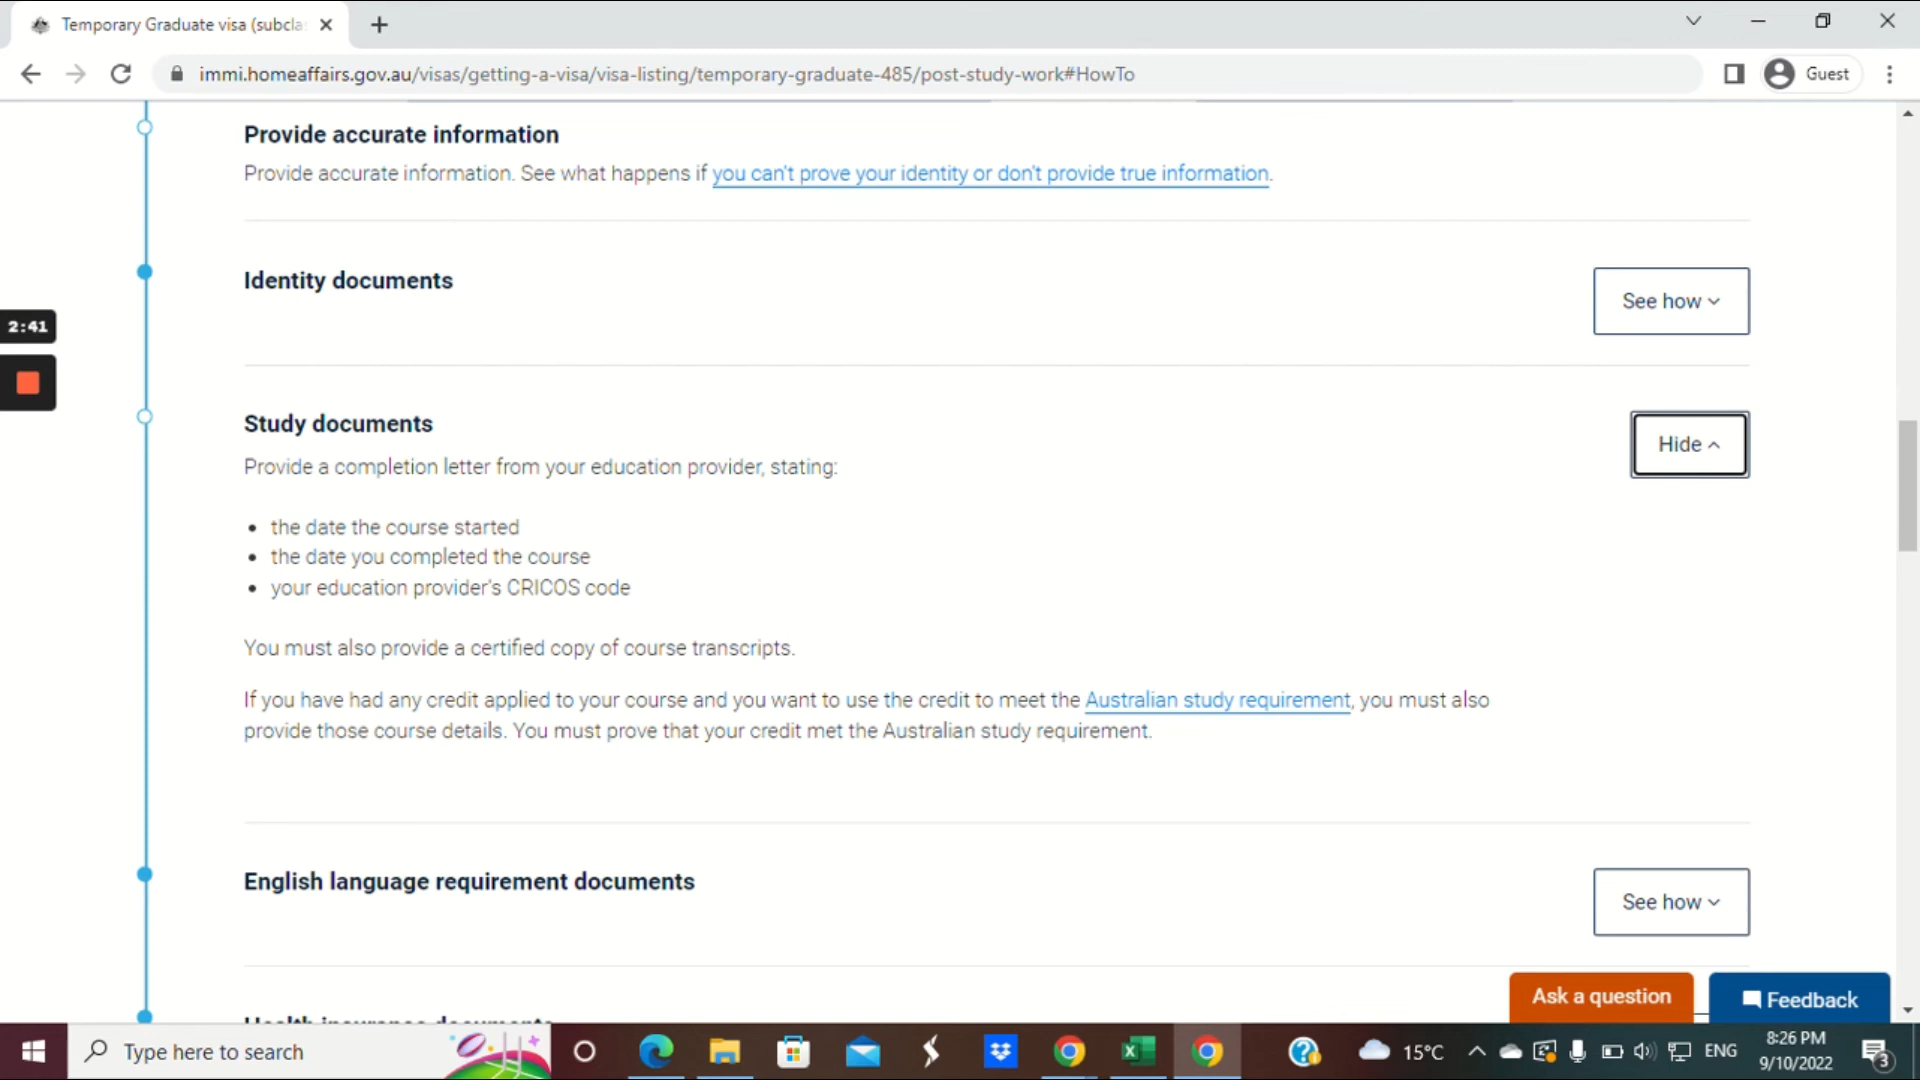 Temporary Graduate visa (subcla
immi.homeaffairs.gov.au/visas/getting-a-visa/visa-listing/temporary-graduate-485/post-study-work#HowTo
Guest
Provide accurate information
Provide accurate information. See what happens if you can't prove your identity or don't provide true information.
Identity documents
See how
2:41
Study documents
Hide
Provide a completion letter from your education provider, stating:
• the date the course started
• the date you completed the course
• your education provider's CRICOS code
You must also provide a certified copy of course transcripts.
If you have had any credit applied to your course and you want to use the credit to meet the Australian study requirement, you must also
provide those course details. You must prove that your credit met the Australian study requirement.
English language requirement documents
See how
Health insurance documents
Ask a question
Feedback
Type here to search
15°C
ENG
8:26 PM
9/10/2022
3